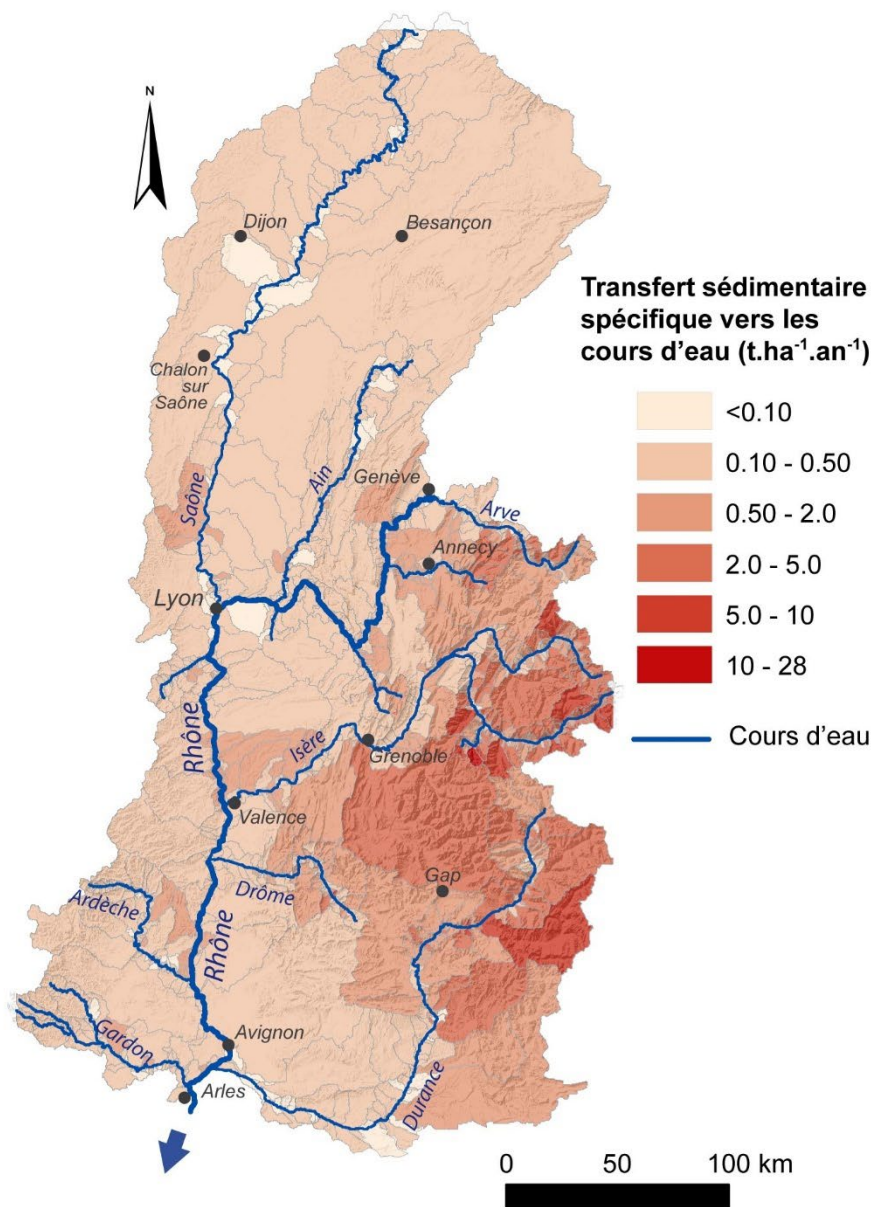 N
Dijon
Besançon
Transfert sédimentaire
spécifique vers les
cours d'eau (t.ha⁻¹.an⁻¹)
<0.10
0.10 - 0.50
0.50 - 2.0
2.0 - 5.0
5.0 - 10
10 - 28
Cours d'eau
Chalon
sur
Saône
Saône
Ain
Genève
Arve
Annecy
Lyon
Rhône
Isère
Grenoble
Valence
Drôme
Gap
Ardèche
Rhône
Gardon
Avignon
Arles
Durance
0 50 100 km